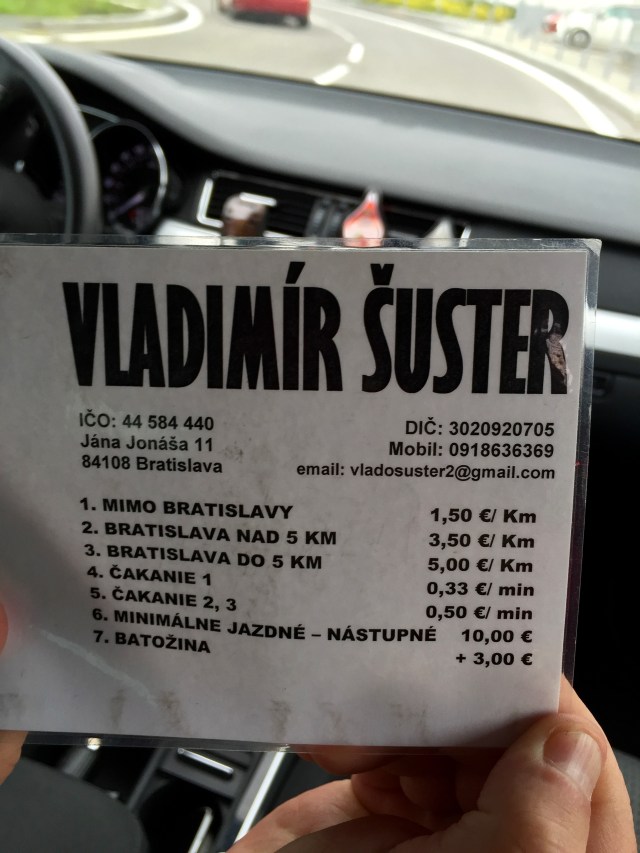 VLADIMÍR ŠUSTER
IČO: 44 584 440
Jána Jonáša 11
84108 Bratislava
DIČ: 3020920705
Mobil: 0918636369
email: vladosuster2@gmail.com
1. MIMO BRATISLAVY 1,50 €/ Km
2. BRATISLAVA NAD 5 KM 3,50 €/ Km
3. BRATISLAVA DO 5 KM 5,00 €/ Km
4. ČAKANIE 1 0,33 €/ min
5. ČAKANIE 2, 3 0,50 €/ min
6. MINIMÁLNE JAZDNÉ – NÁSTUPNÉ 10,00 €
7. BATOŽINA + 3,00 €